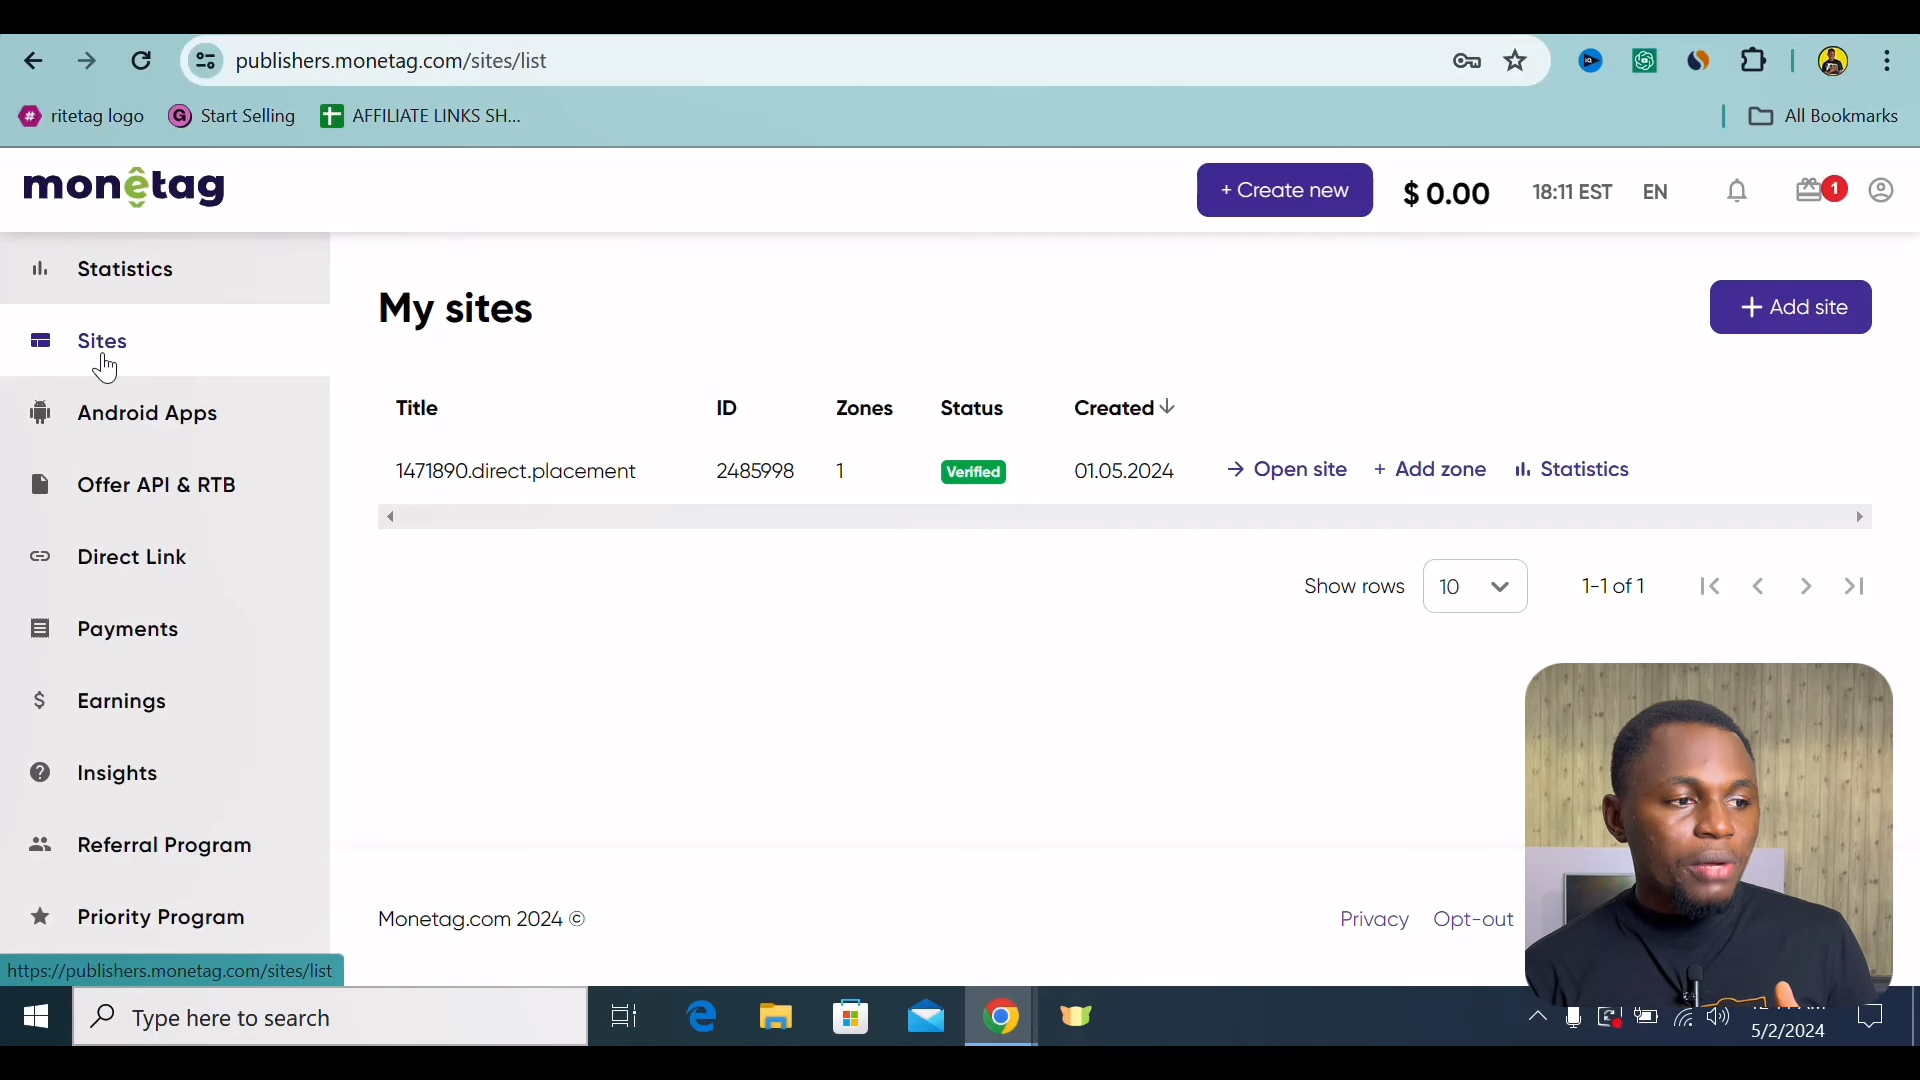 publishers.monetag.com/sites/list
ritetag logo
Start Selling
AFFILIATE LINKS SH...
All Bookmarks
monetag
+ Create new
$ 0.00
18:11 EST
EN
1
Statistics
Sites
Android Apps
Offer API & RTB
Direct Link
Payments
Earnings
Insights
Referral Program
Priority Program
My sites
+ Add site
Title ID Zones Status Created
1471890.direct.placement 2485998 1 Verified 01.05.2024 Open site + Add zone Statistics
Show rows 10 1-1 of 1
Monetag.com 2024 ©
Privacy Opt-out
https://publishers.monetag.com/sites/list
Type here to search
5/2/2024